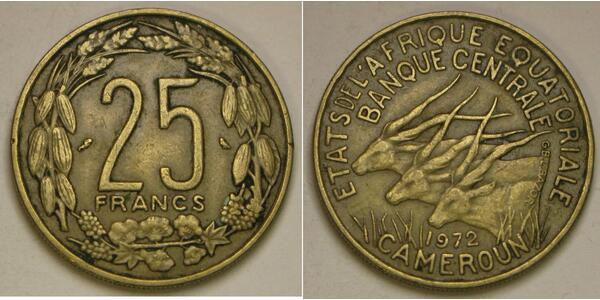 25
FRANCS
ETATS DE L'AFRIQUE EQUATORIALE
BANQUE CENTRALE
1972
CAMEROUN